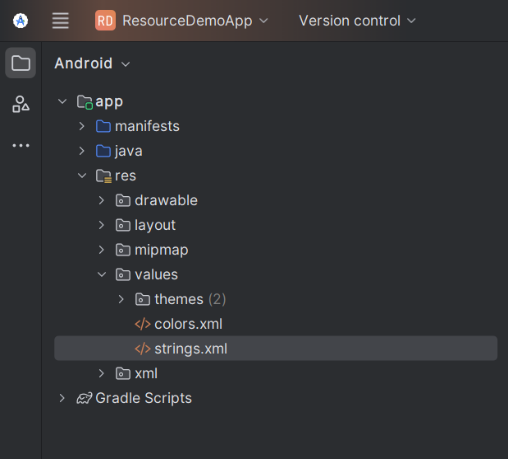 RD ResourceDemoApp Version control
Android
app
manifests
java
res
drawable
layout
mipmap
values
themes (2)
</> colors.xml
</> strings.xml
xml
Gradle Scripts